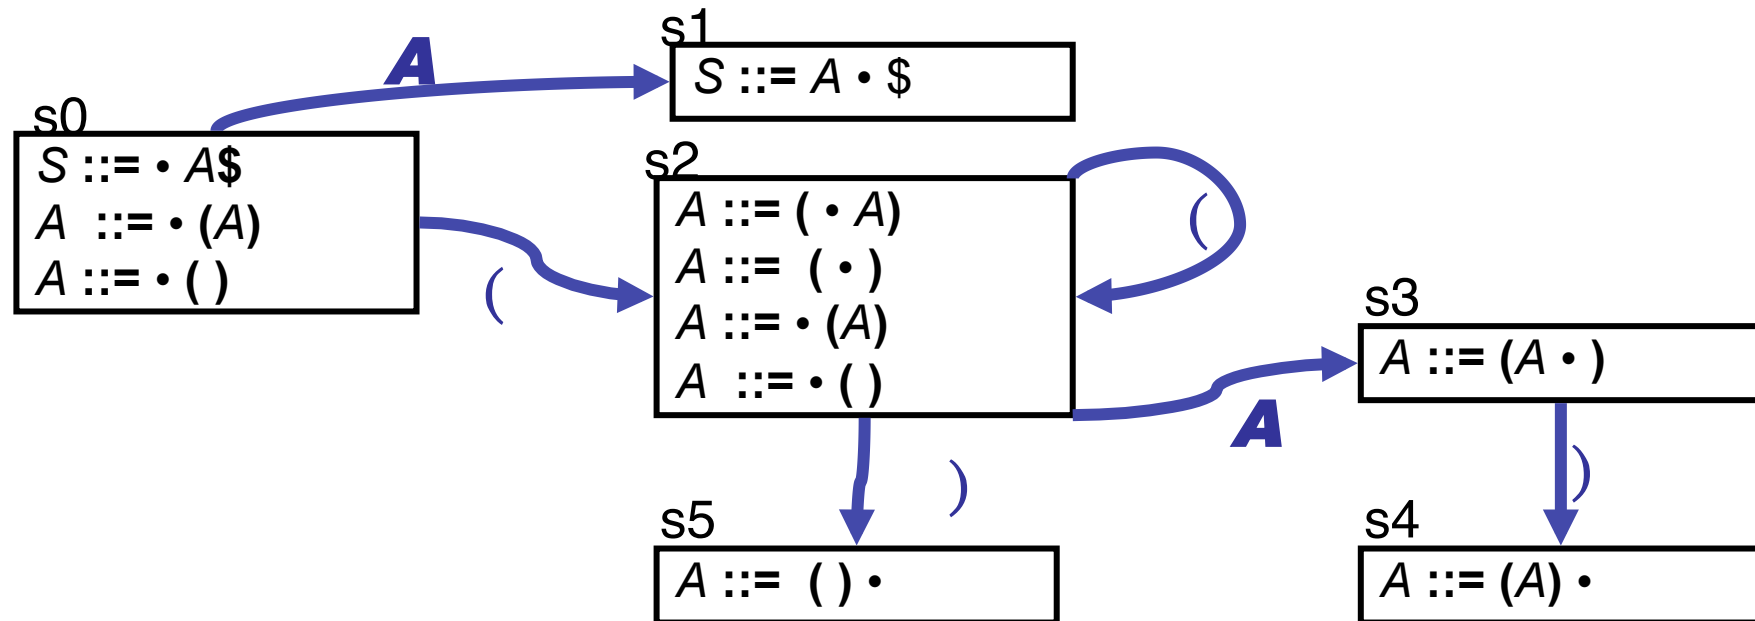 s1
A
S ::= A • $
s0
S ::= • A$
A ::= • (A)
A ::= • ( )
(
s2
A ::= ( • A)
A ::= ( • )
A ::= • (A)
A ::= • ( )
(
A
s3
A ::= (A • )
)
)
s5
A ::= ( ) •
s4
A ::= (A) •